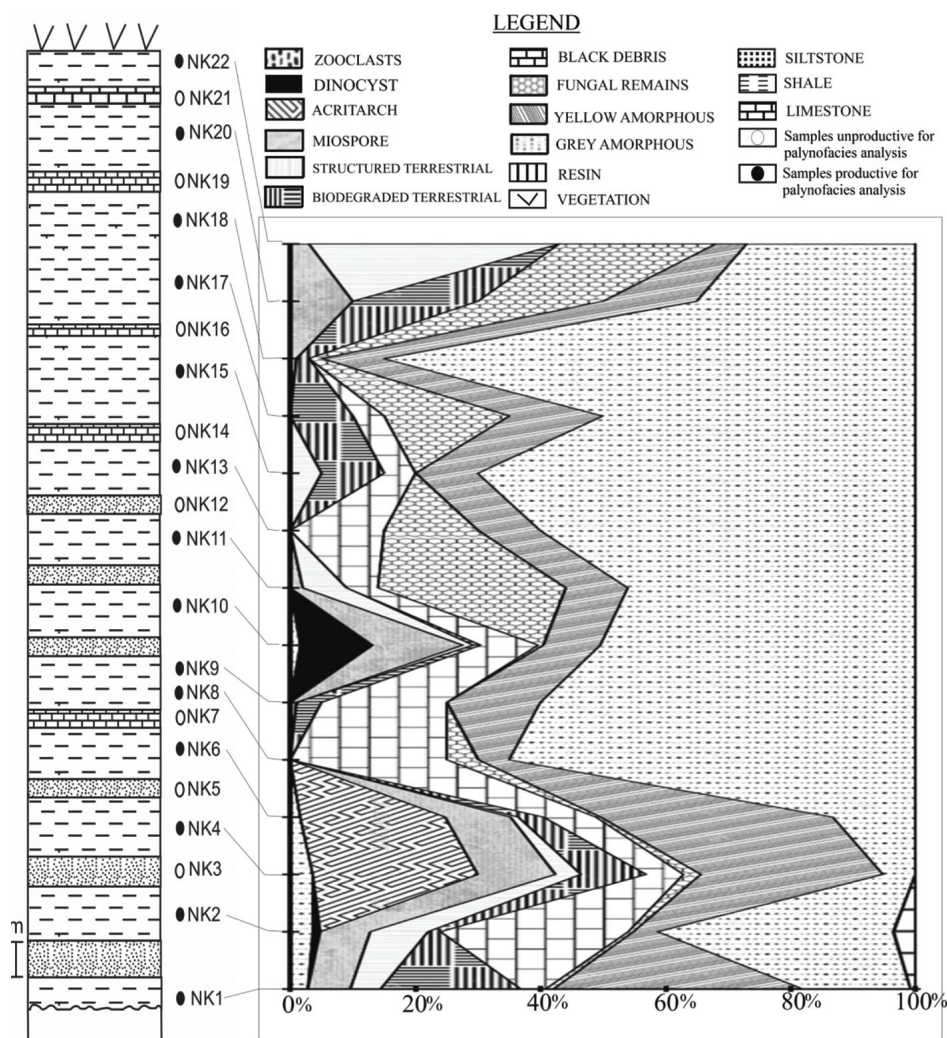 LEGEND
ZOOCLASTS
DINOCYST
ACRITARCH
MIOSPORE
STRUCTURED TERRESTRIAL
BIODEGRADED TERRESTRIAL
BLACK DEBRIS
FUNGAL REMAINS
YELLOW AMORPHOUS
GREY AMORPHOUS
RESIN
VEGETATION
SILTSTONE
SHALE
LIMESTONE
Samples unproductive for
palynofacies analysis
Samples productive for
palynofacies analysis
NK22
NK21
NK20
NK19
NK18
NK17
NK16
NK15
NK14
NK13
NK12
NK11
NK10
NK9
NK8
NK7
NK6
NK5
NK4
NK3
NK2
NK1
m
0% 20% 40% 60% 80% 100%